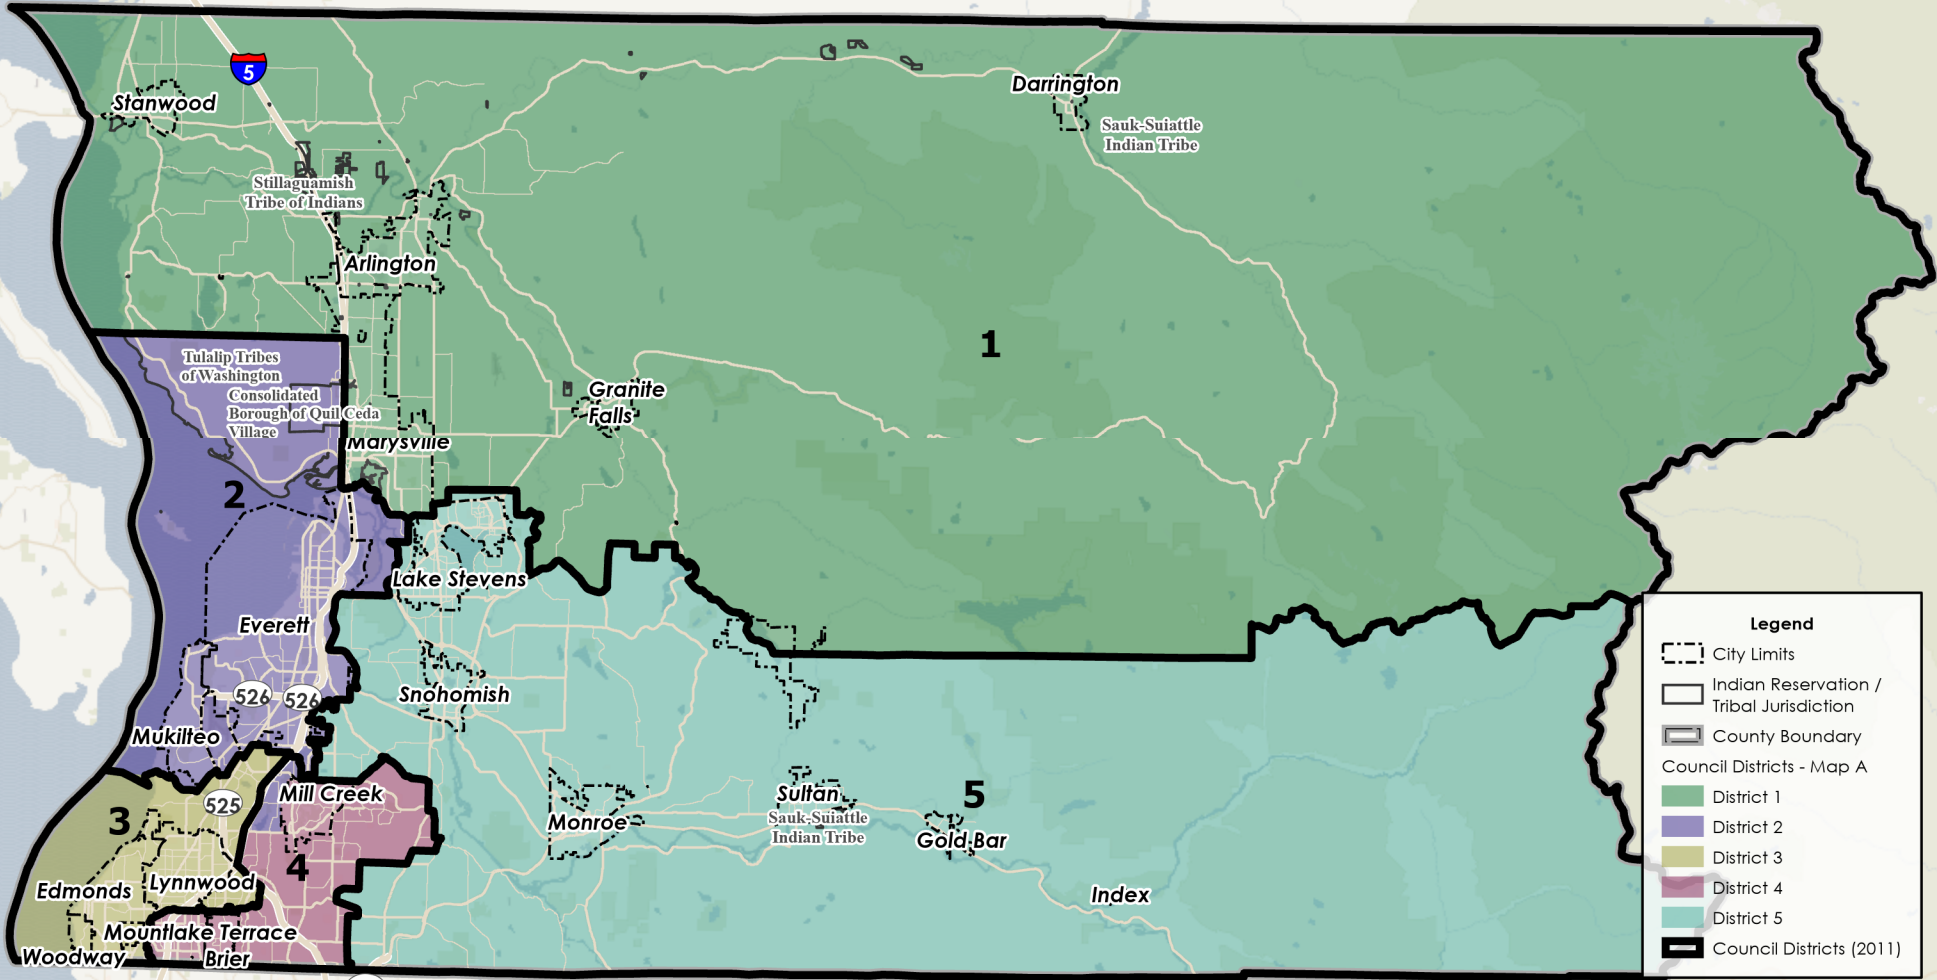 5
Stanwood
Darrington
Sauk-Suiattle
Indian Tribe
Stillaguamish
Tribe of Indians
Arlington
1
Tulalip Tribes
of Washington
Consolidated
Borough of Quil Ceda
Village
Granite
Falls
Marysville
2
Lake Stevens
Everett
526
526
Snohomish
Mukilteo
Mill Creek
525
3
4
Monroe
Sultan
Sauk-Suiattle
Indian Tribe
5
Gold Bar
Edmonds
Lynnwood
Index
Mountlake Terrace
Woodway
Brier
Legend
City Limits
Indian Reservation /
Tribal Jurisdiction
County Boundary
Council Districts - Map A
District 1
District 2
District 3
District 4
District 5
Council Districts (2011)